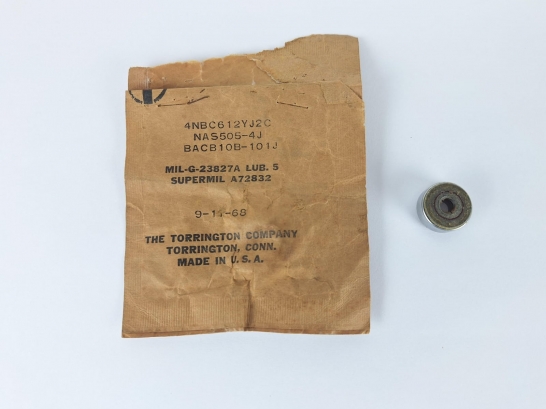 4NBC612YJ2C
NAS505-4J
BACB10B-101J
MIL-G-23827A LUB. 5
SUPERMIL A72832
9-11-68
THE TORRINGTON COMPANY
TORRINGTON, CONN.
MADE IN U.S.A.